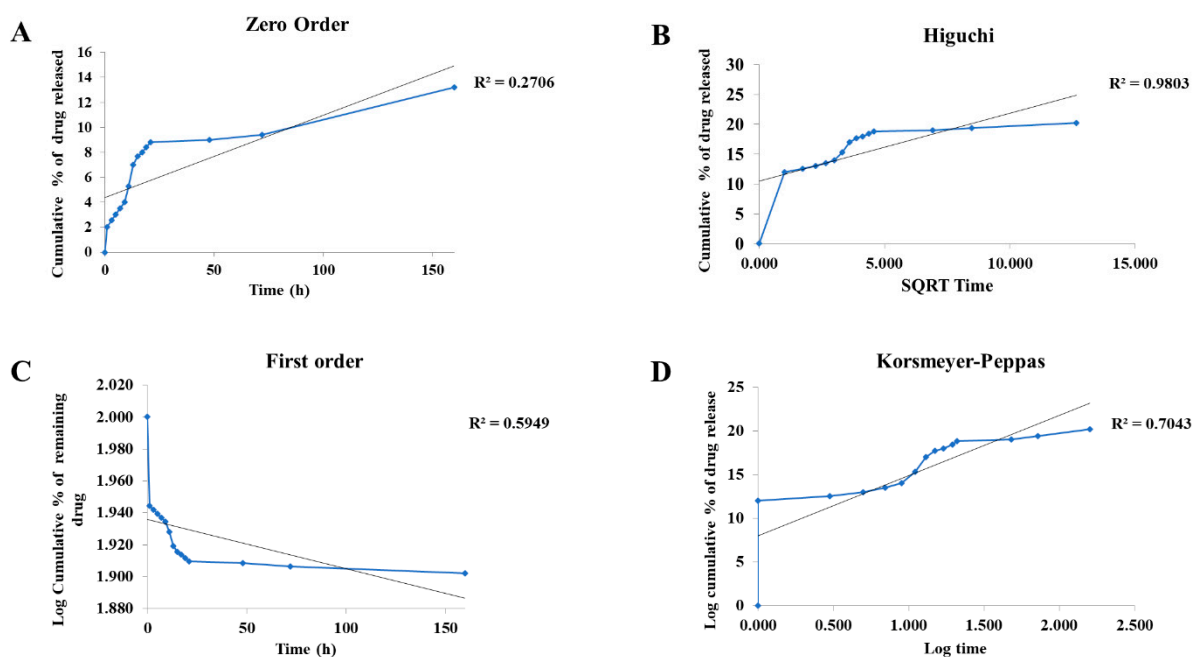 A
Zero Order
Cumulative % of drug released
16
14
12
10
8
6
4
2
0
0
50
100
150
Time (h)
R² = 0.2706
B
Higuchi
Cumulative % of drug released
30
25
20
15
10
5
0
0.000
5.000
10.000
15.000
SQRT Time
R² = 0.9803
C
First order
Log Cumulative % of remaining
drug
2.020
2.000
1.980
1.960
1.940
1.920
1.900
1.880
0
50
100
150
Time (h)
R² = 0.5949
D
Korsmeyer-Peppas
Log cumulative % of drug release
25
20
15
10
5
0
0.000
0.500
1.000
1.500
2.000
2.500
Log time
R² = 0.7043